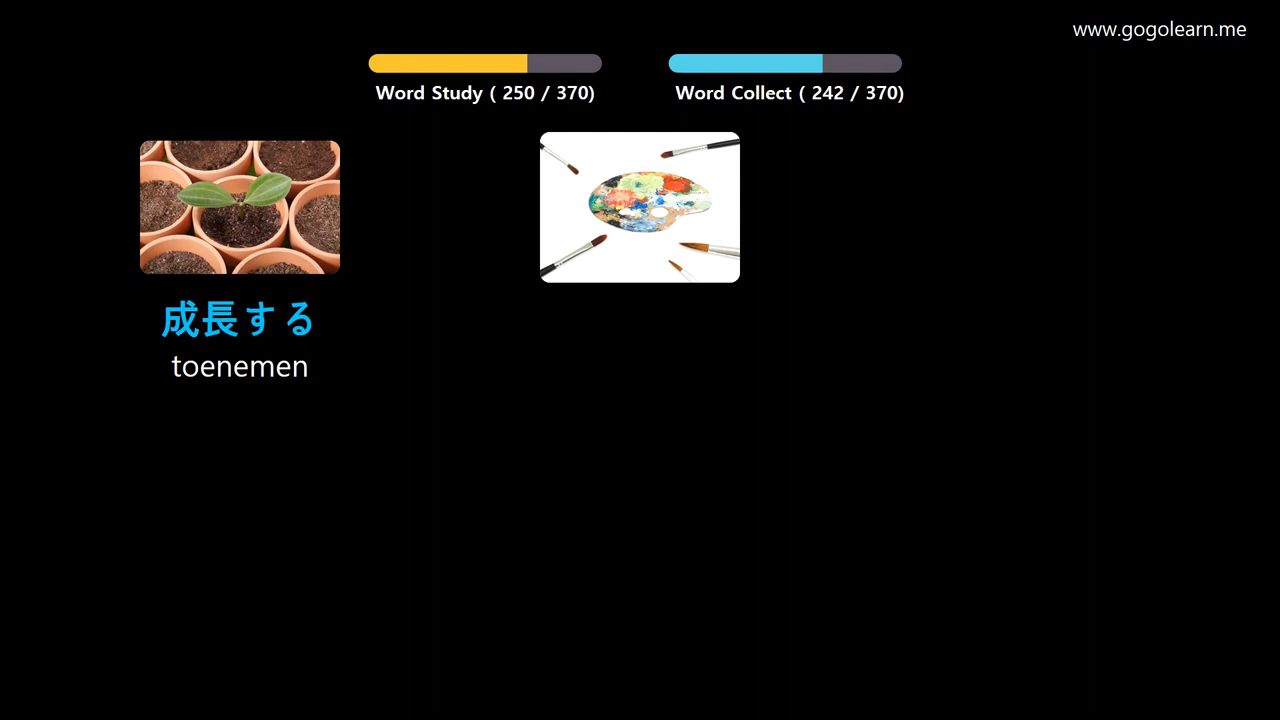 www.gogolearn.me
Word Study ( 250 / 370)
Word Collect ( 242 / 370)
成長する
toenemen